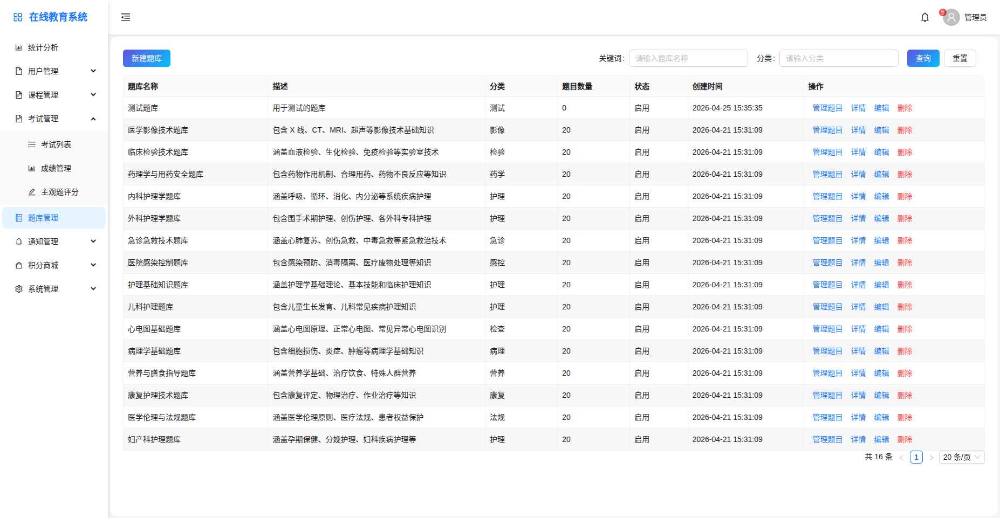 在线教育系统
5
管理员
统计分析
用户管理
课程管理
考试管理
考试列表
成绩管理
主观题评分
题库管理
通知管理
积分商城
系统管理
新建题库 关键词: 请输入题库名称 分类: 请输入分类 查询 重置
题库名称 描述 分类 题目数量 状态 创建时间 操作
测试题库 用于测试的题库 测试 0 启用 2026-04-25 15:35:35 管理题目 详情 编辑 删除
医学影像技术题库 包含 X 线、CT、MRI、超声等影像技术基础知识 影像 20 启用 2026-04-21 15:31:09 管理题目 详情 编辑 删除
临床检验技术题库 涵盖血液检验、生化检验、免疫检验等实验室技术 检验 20 启用 2026-04-21 15:31:09 管理题目 详情 编辑 删除
药理学与用药安全题库 包含药物作用机制、合理用药、药物不良反应等知识 药学 20 启用 2026-04-21 15:31:09 管理题目 详情 编辑 删除
内科护理学题库 涵盖呼吸、循环、消化、内分泌等系统疾病护理 护理 20 启用 2026-04-21 15:31:09 管理题目 详情 编辑 删除
外科护理学题库 包含围手术期护理、创伤护理、各外科专科护理 护理 20 启用 2026-04-21 15:31:09 管理题目 详情 编辑 删除
急诊急救技术题库 涵盖心肺复苏、创伤急救、中毒急救等紧急救治技术 急诊 20 启用 2026-04-21 15:31:09 管理题目 详情 编辑 删除
医院感染控制题库 包含感染预防、消毒隔离、医疗废物处理等知识 感控 20 启用 2026-04-21 15:31:09 管理题目 详情 编辑 删除
护理基础知识题库 涵盖护理学基础理论、基本技能和临床护理知识 护理 20 启用 2026-04-21 15:31:09 管理题目 详情 编辑 删除
儿科护理题库 包含儿童生长发育、儿科常见疾病护理知识 护理 20 启用 2026-04-21 15:31:09 管理题目 详情 编辑 删除
心电图基础题库 涵盖心电图原理、正常心电图、常见异常心电图识别 检查 20 启用 2026-04-21 15:31:09 管理题目 详情 编辑 删除
病理学基础题库 包含细胞损伤、炎症、肿瘤等病理学基础知识 病理 20 启用 2026-04-21 15:31:09 管理题目 详情 编辑 删除
营养与膳食指导题库 涵盖营养学基础、治疗饮食、特殊人群营养 营养 20 启用 2026-04-21 15:31:09 管理题目 详情 编辑 删除
康复护理技术题库 包含康复评定、物理治疗、作业治疗等知识 康复 20 启用 2026-04-21 15:31:09 管理题目 详情 编辑 删除
医学伦理与法规题库 涵盖医学伦理原则、医疗法规、患者权益保护 法规 20 启用 2026-04-21 15:31:09 管理题目 详情 编辑 删除
妇产科护理题库 涵盖孕期保健、分娩护理、妇科疾病护理等 护理 20 启用 2026-04-21 15:31:09 管理题目 详情 编辑 删除
共 16 条 < 1 > 20 条/页